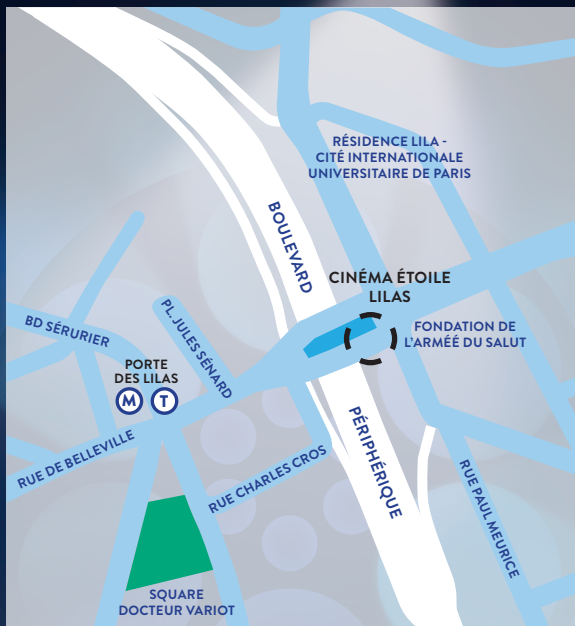 RÉSIDENCE LILA -
CITÉ INTERNATIONALE
UNIVERSITAIRE DE PARIS
BOULEVARD
CINÉMA ÉTOILE
LILAS
FONDATION DE
L'ARMÉÉ DU SALUT
BD SÉRURIER
PL. JULES SÉNARD
PORTE
DES LILAS
M T
RUE DE BELLEVILLE
RUE CHARLES CROS
PÉRIPHÉRIQUE
RUE PAUL MEURICE
SQUARE
DOCTEUR VARIOT